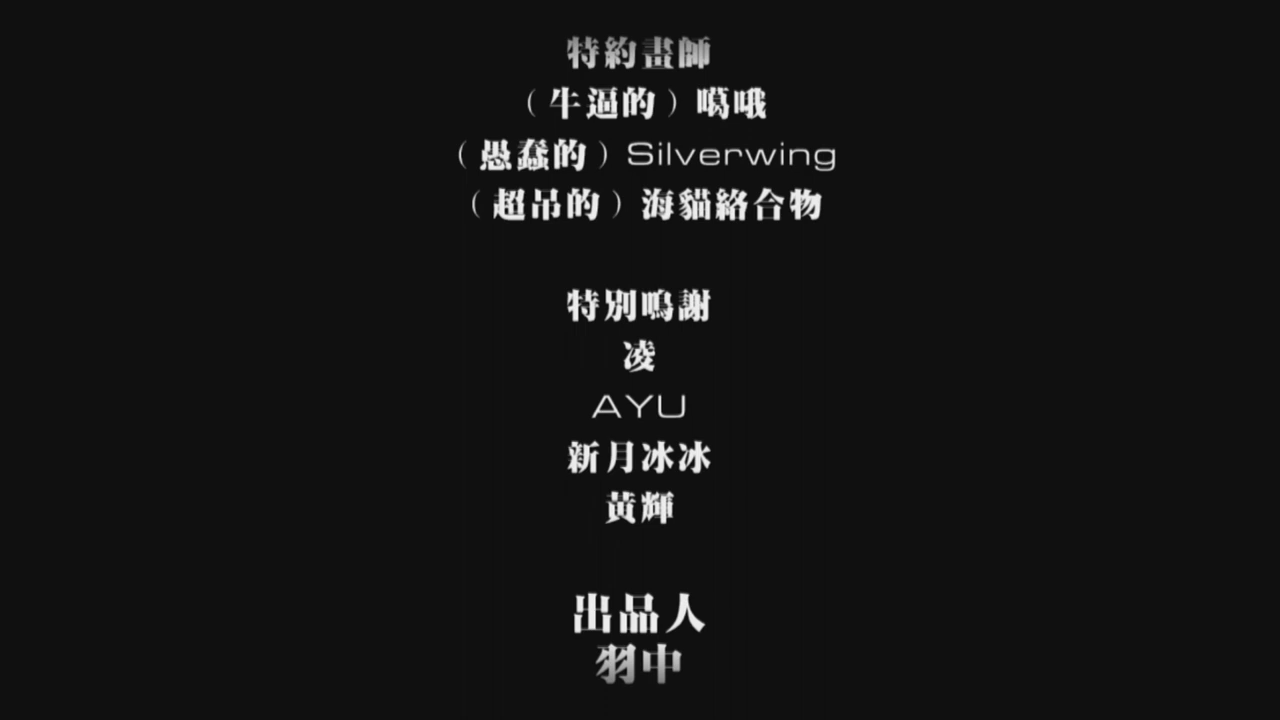 特約畫師
（牛逼的）噶哦
（愚蠢的）Silverwing
（超吊的）海貓絡合物
特別鳴謝
凌
AYU
新月冰冰
黃輝
出品人
羽中